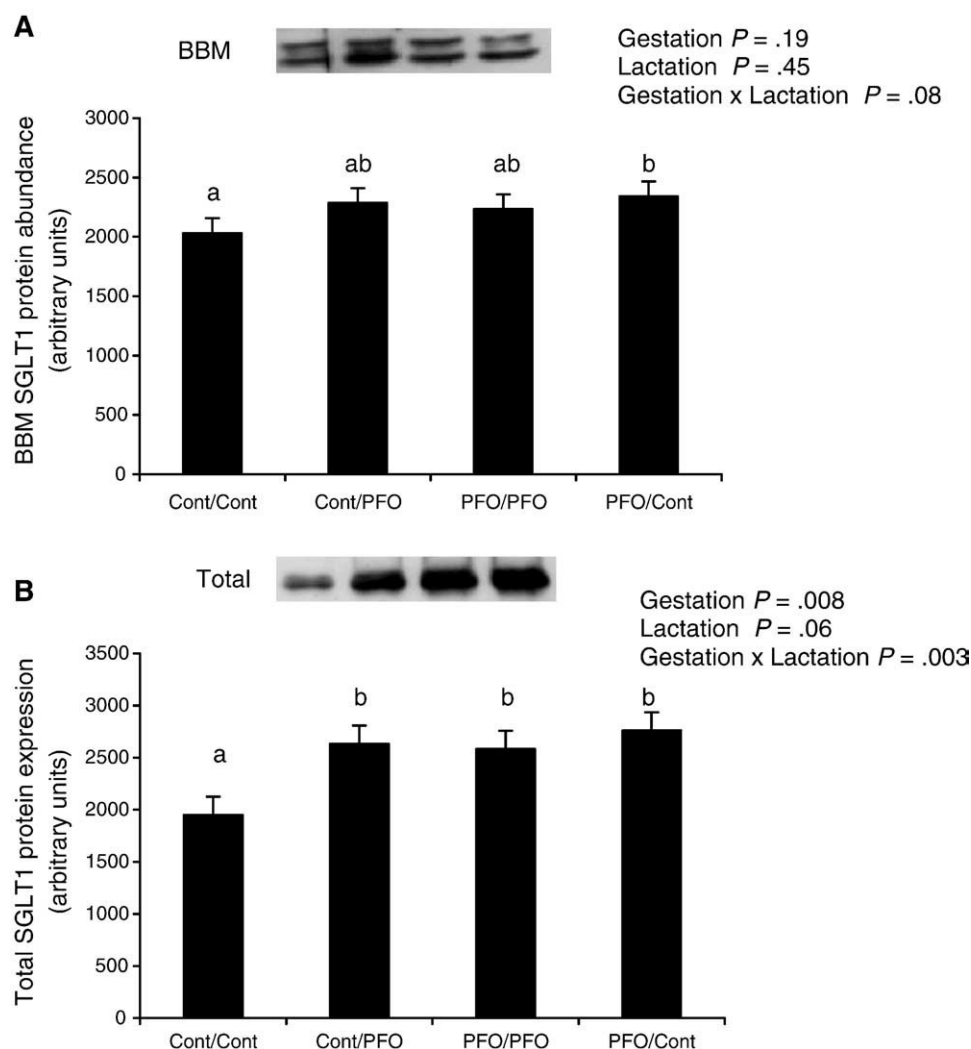 A
BBM
Gestation P = .19
Lactation P = .45
Gestation x Lactation P = .08
BBM SGLT1 protein abundance
(arbitrary units)
3000
2500
2000
1500
1000
500
0
a
ab
ab
b
Cont/Cont
Cont/PFO
PFO/PFO
PFO/Cont
Total
B
Gestation P = .008
Lactation P = .06
Gestation x Lactation P = .003
Total SGLT1 protein expression
(arbitrary units)
3500
3000
2500
2000
1500
1000
500
0
a
b
b
b
Cont/Cont
Cont/PFO
PFO/PFO
PFO/Cont